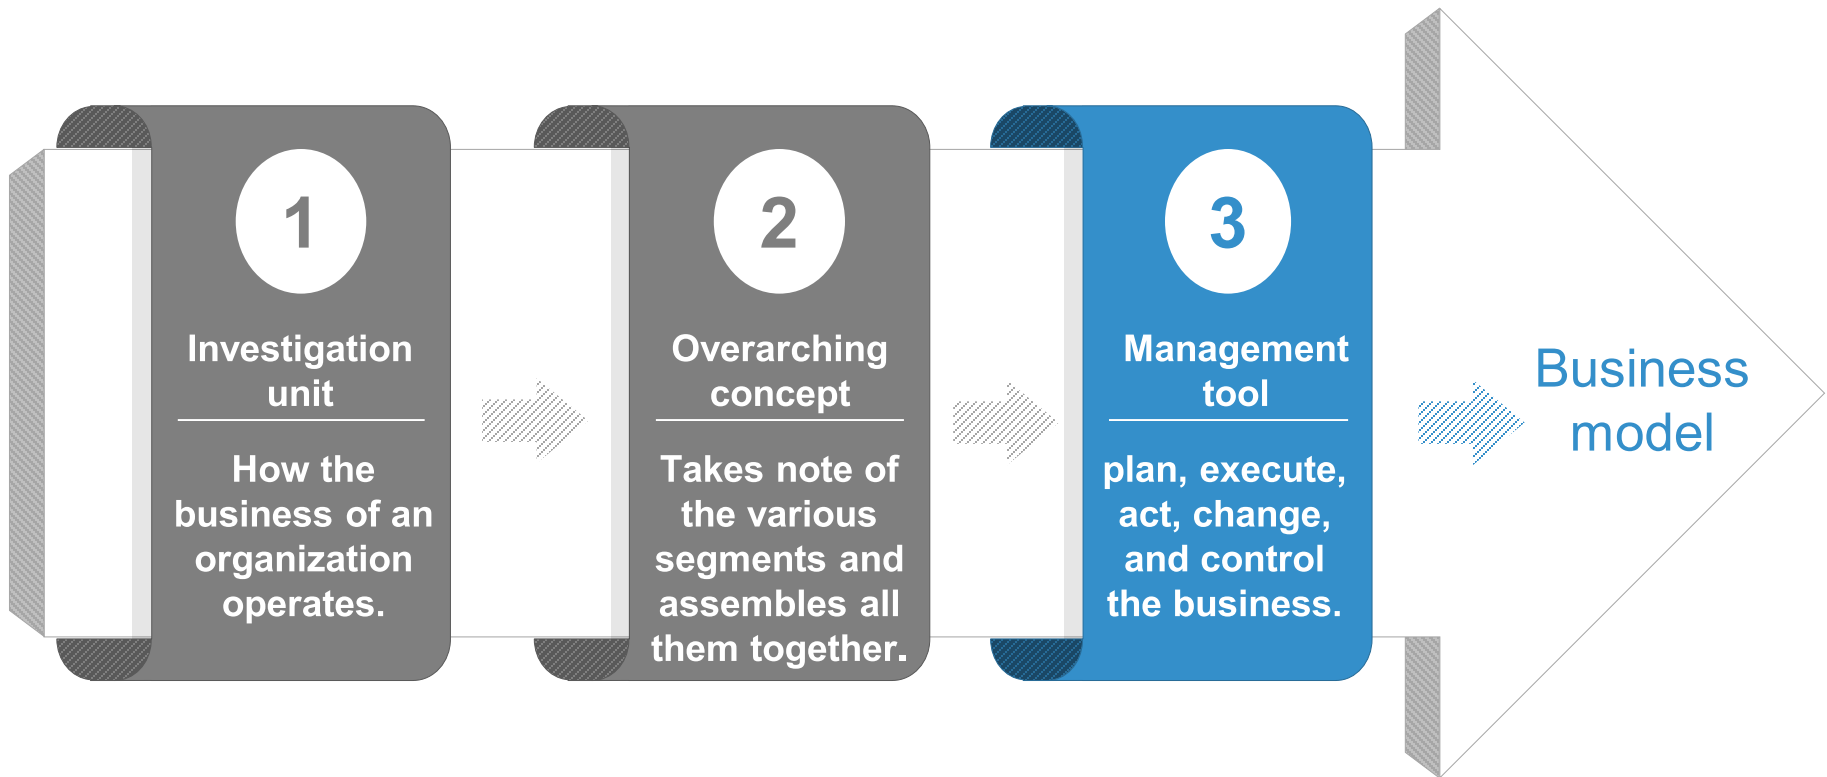 1
Investigation
unit
How the
business of an
organization
operates.
2
Overarching
concept
Takes note of
the various
segments and
assembles all
them together.
3
Management
tool
plan, execute,
act, change,
and control
the business.
Business
model